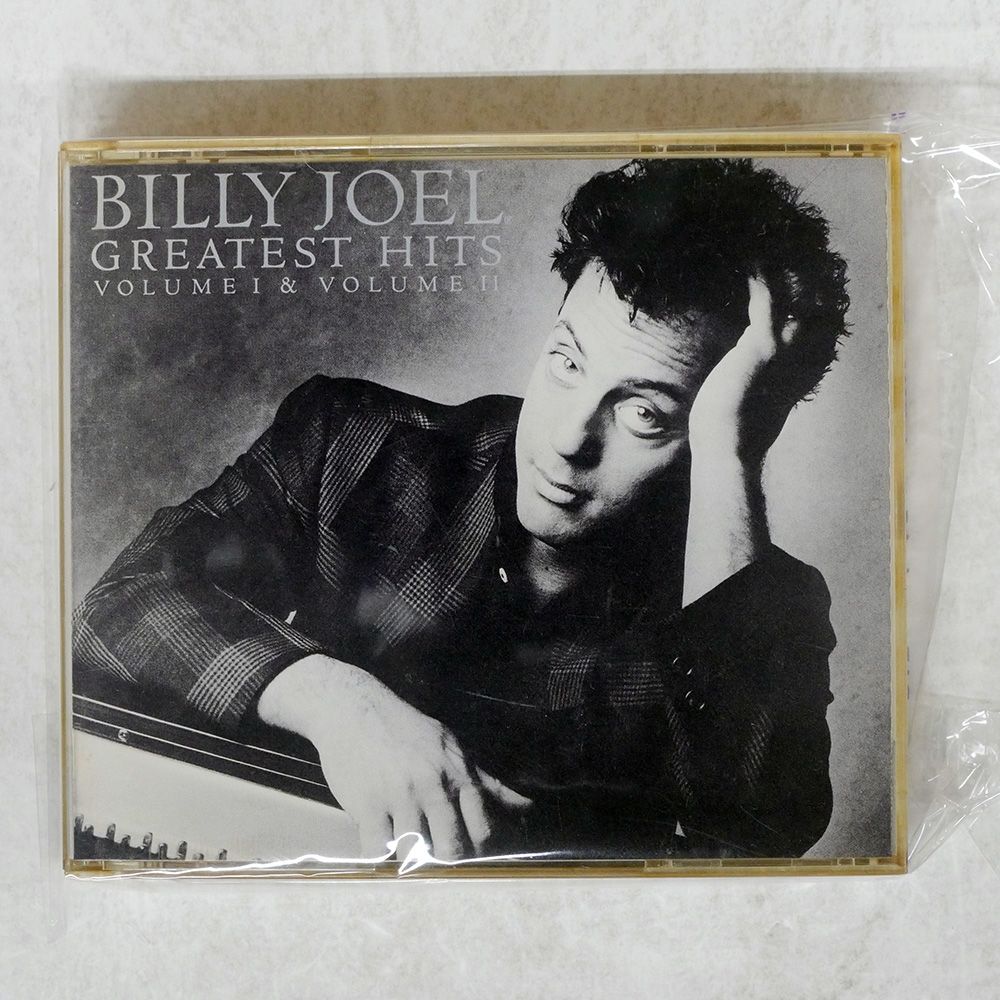 BILLY JOEL
GREATEST HITS
VOLUME I & VOLUME II